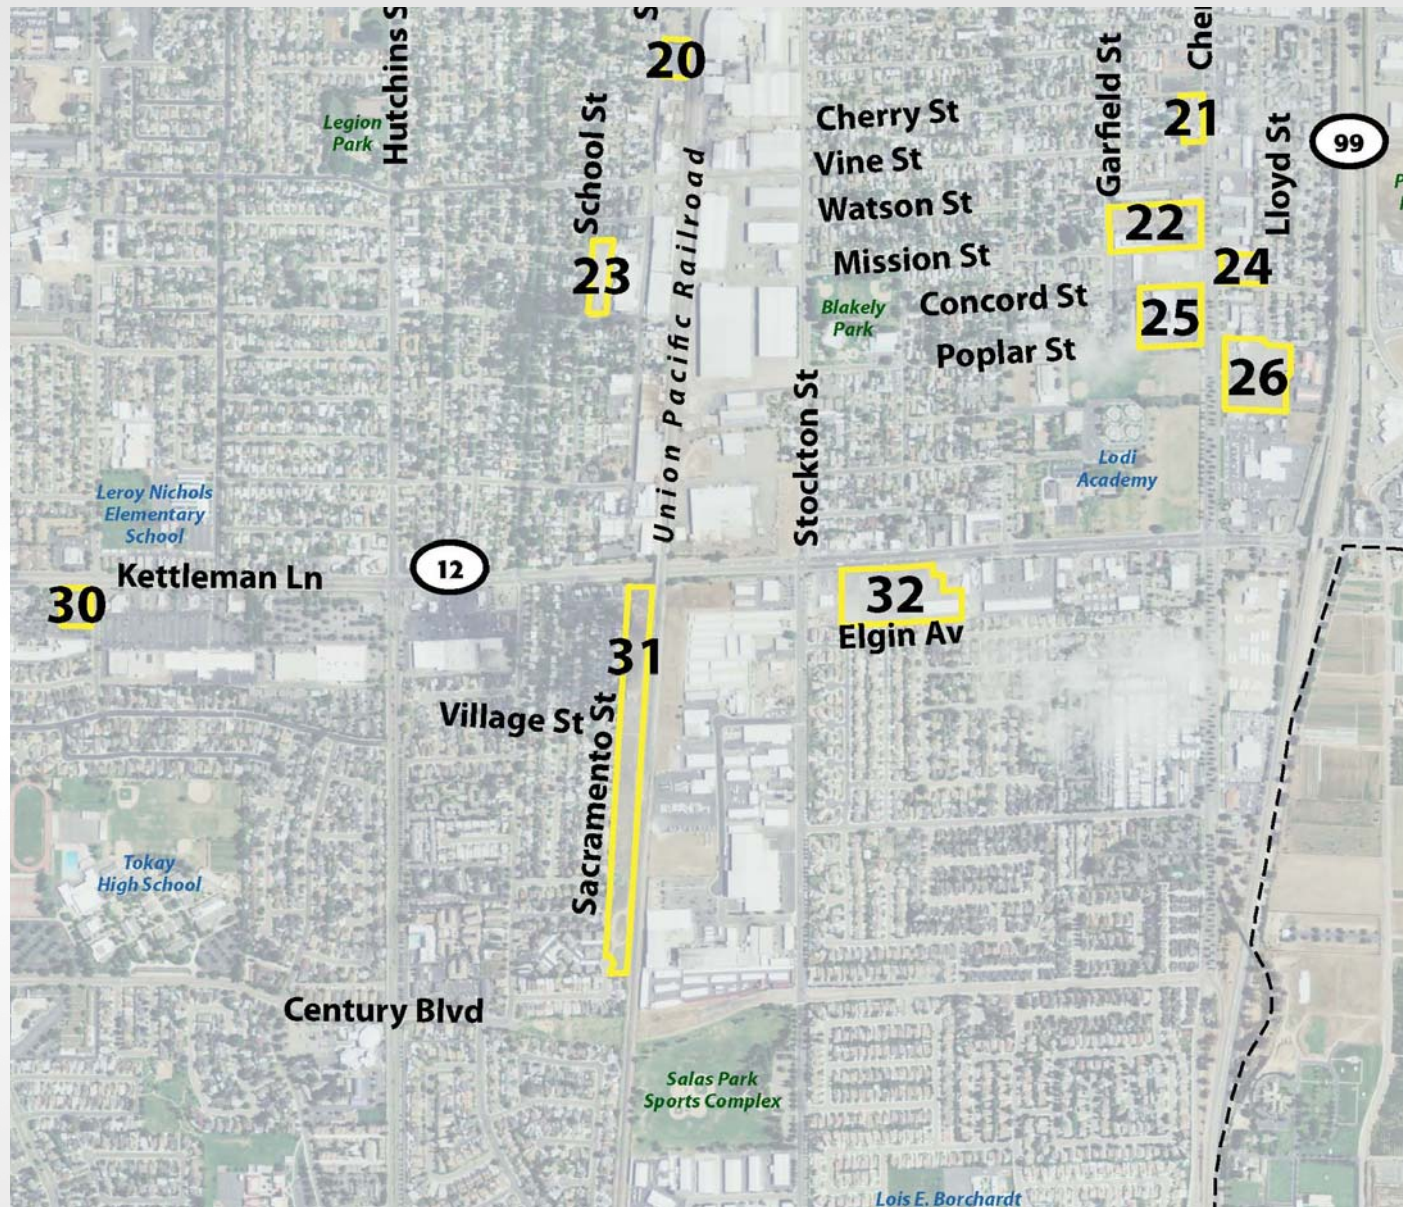 Hutchins S
S
20
Garfield St
Che
School St
Cherry St
21
Legion
Park
Lloyd St
99
Vine St
Watson St
22
Union Pacific Railroad
23
Mission St
24
Blakely
Park
Concord St
25
Poplar St
26
Stockton St
Lodi
Academy
Leroy Nichols
Elementary
School
Kettleman Ln
12
30
32
Elgin Av
31
Village St
Sacramento St
Tokay
High School
Century Blvd
Salas Park
Sports Complex
Lois E. Borchardt